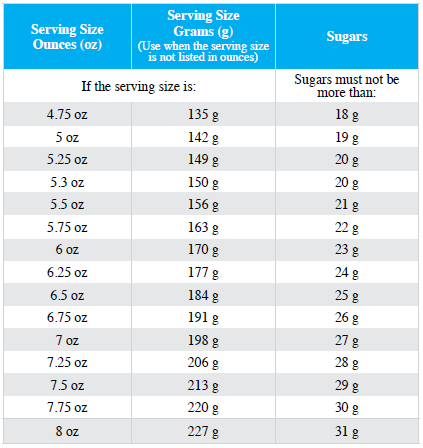 Serving Size
Ounces (oz)
Serving Size
Grams (g)
(Use when the serving size
is not listed in ounces)
Sugars
If the serving size is:
Sugars must not be
more than:
4.75 oz 135 g 18 g
5 oz 142 g 19 g
5.25 oz 149 g 20 g
5.3 oz 150 g 20 g
5.5 oz 156 g 21 g
5.75 oz 163 g 22 g
6 oz 170 g 23 g
6.25 oz 177 g 24 g
6.5 oz 184 g 25 g
6.75 oz 191 g 26 g
7 oz 198 g 27 g
7.25 oz 206 g 28 g
7.5 oz 213 g 29 g
7.75 oz 220 g 30 g
8 oz 227 g 31 g